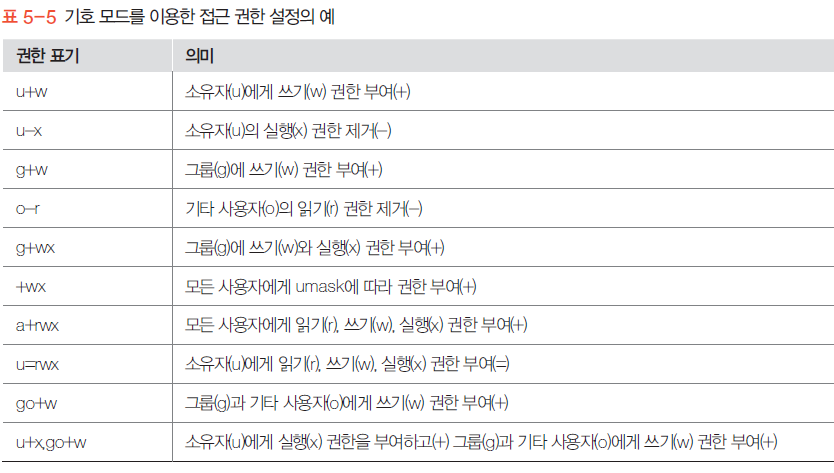 표 5-5 기호 모드를 이용한 접근 권한 설정의 예
권한 표기 의미
u+w 소유자(u)에게 쓰기(w) 권한 부여(+)
u-x 소유자(u)의 실행(x) 권한 제거(-)
g+w 그룹(g)에 쓰기(w) 권한 부여(+)
o-r 기타 사용자(o)의 읽기(r) 권한 제거(-)
g+wx 그룹(g)에 쓰기(w)와 실행(x) 권한 부여(+)
+wx 모든 사용자에게 umask에 따라 권한 부여(+)
a+rwx 모든 사용자에게 읽기(r), 쓰기(w), 실행(x) 권한 부여(+)
u=rwx 소유자(u)에게 읽기(r), 쓰기(w), 실행(x) 권한 부여(=)
go+w 그룹(g)과 기타 사용자(o)에게 쓰기(w) 권한 부여(+)
u+x,go+w 소유자(u)에게 실행(x) 권한을 부여하고(+) 그룹(g)과 기타 사용자(o)에게 쓰기(w) 권한 부여(+)